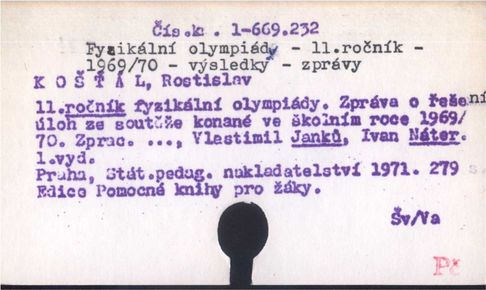 Čís.k. 1-669.232
Fyzikální olympiády - 11.ročník -
1969/70 - výsledky - zprávy
K O Š Ť Á L, Rostislav
11.ročník fyzikální olympiády. Zpráva o řešení
úloh ze soutěže konané ve školním roce 1969/
70. Zprac. ..., Vlastimil Janků, Ivan Náter.
1.vyd.
Praha, Stát.pedag. nakladatelství 1971. 279 s.
Edice Pomocné knihy pro žáky.
Šv/Va